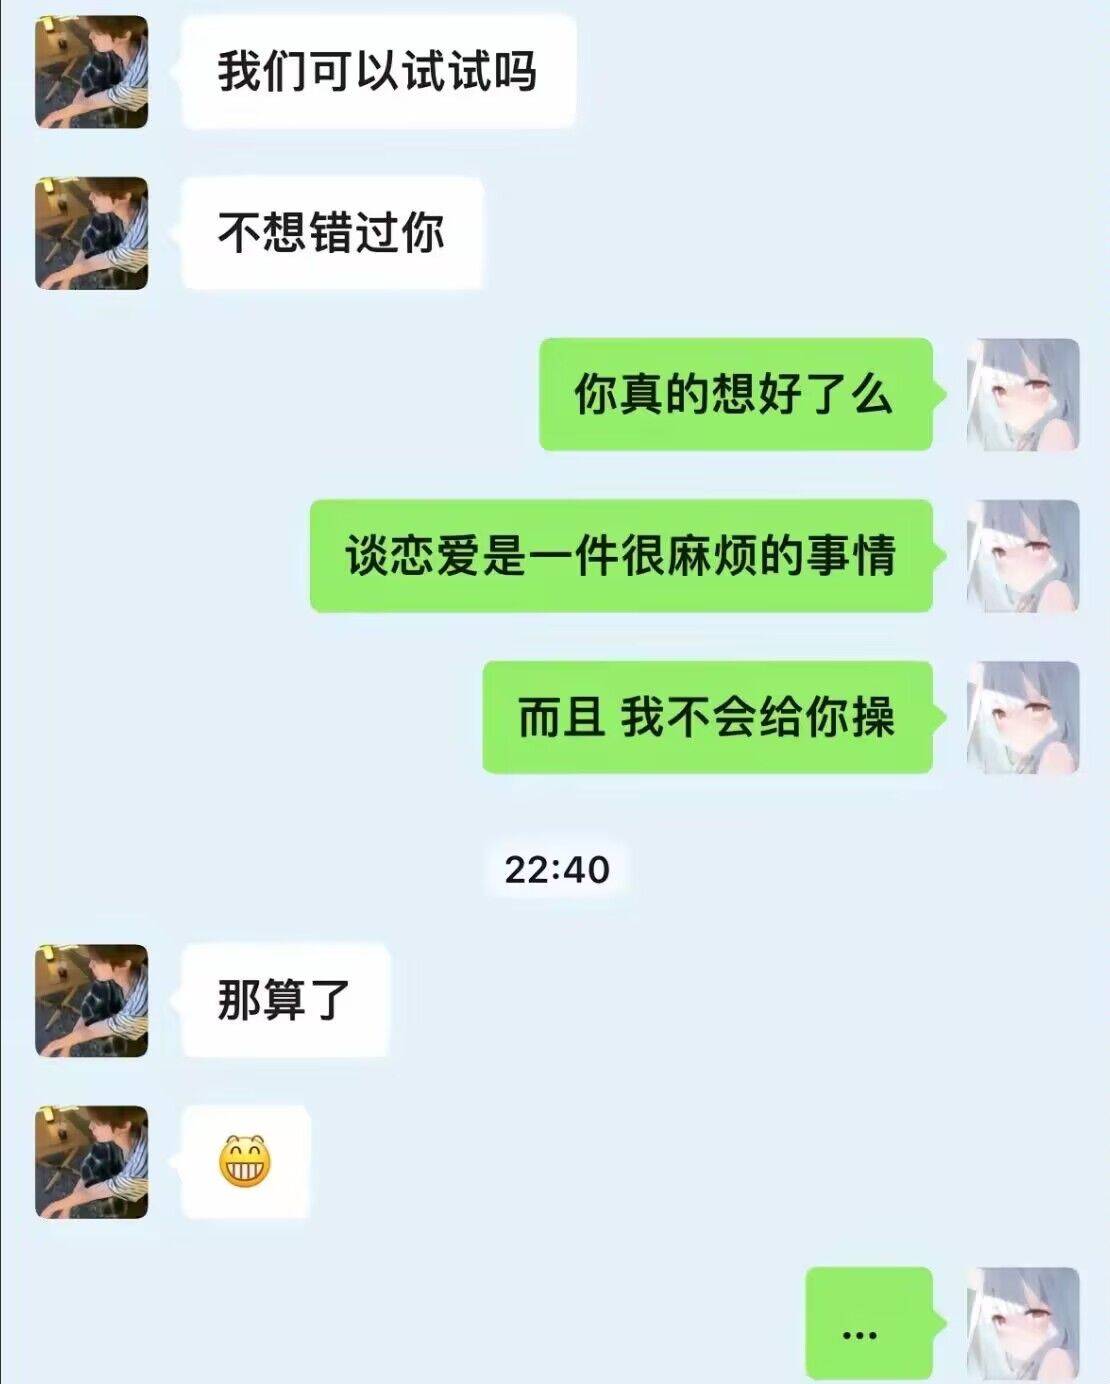 我们可以试试吗
不想错过你
你真的想好了么
谈恋爱是一件很麻烦的事情
而且 我不会给你操
22:40
那算了
😁
...